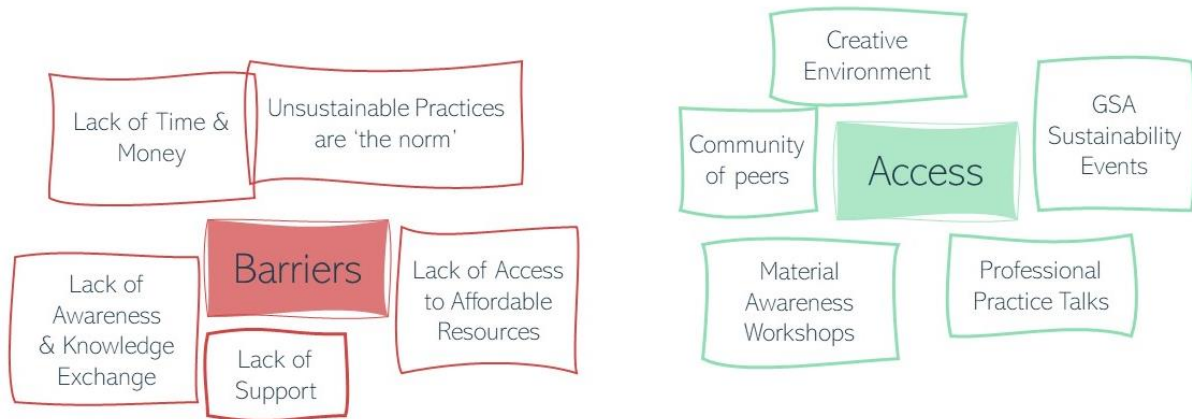 Lack of Time &
Money
Unsustainable Practices
are ‘the norm’
Barriers
Lack of
Awareness
& Knowledge
Exchange
Lack of
Support
Lack of Access
to Affordable
Resources
Creative
Environment
Community
of peers
Access
GSA
Sustainability
Events
Material
Awareness
Workshops
Professional
Practice Talks